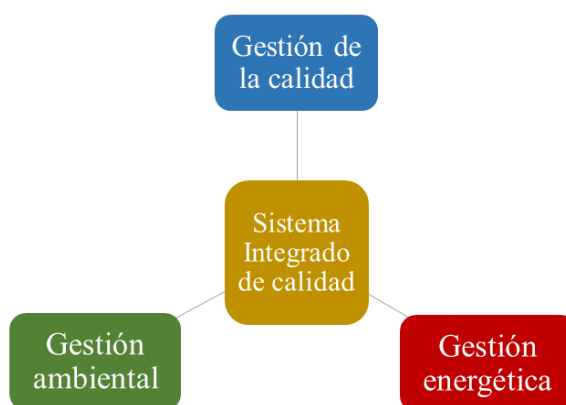 Gestión de
la calidad
Sistema
Integrado
de calidad
Gestión
ambiental
Gestión
energética